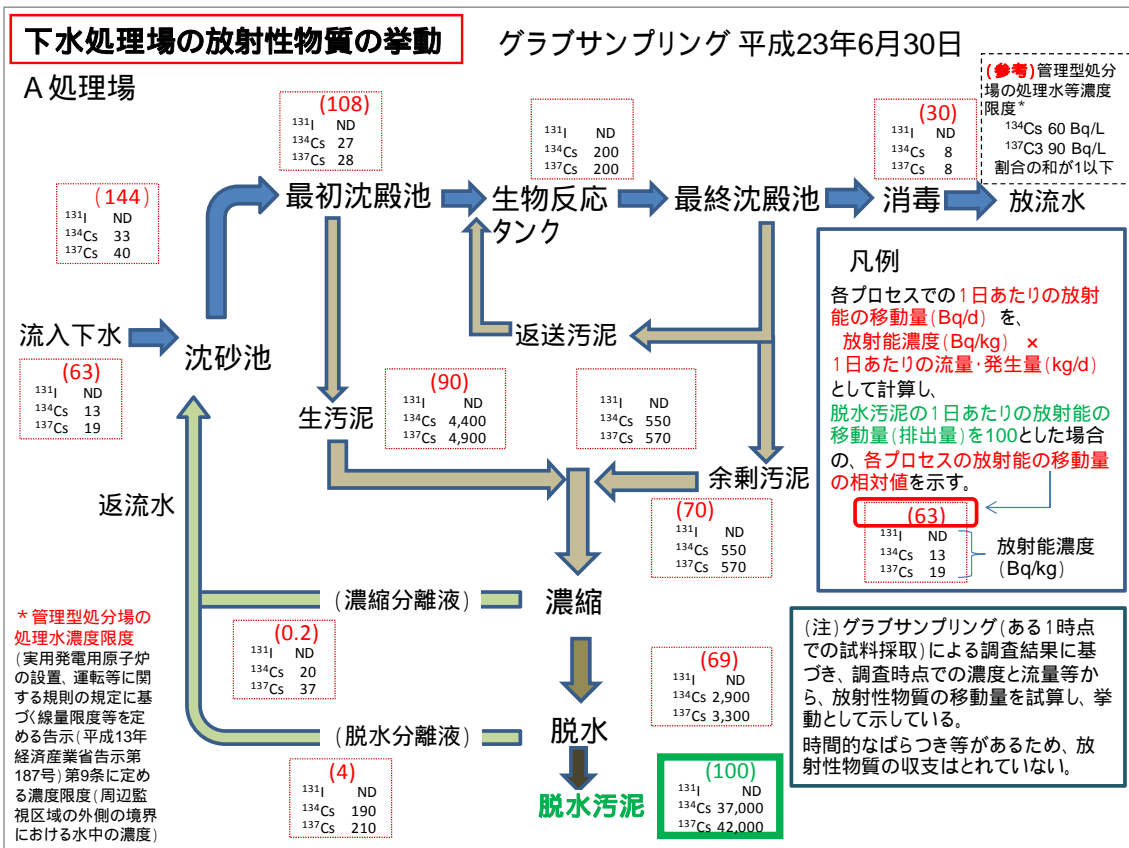 下水処理場の放射性物質の挙動
グラブサンプリング 平成23年6月30日
A 処理場
(参考)管理型処分
場の処理水等濃度
限度*
¹³⁴Cs 60 Bq/L
¹³⁷C3 90 Bq/L
割合の和が1以下
(108)
¹³¹I ND
¹³⁴Cs 27
¹³⁷Cs 28
¹³¹I ND
¹³⁴Cs 200
¹³⁷Cs 200
(30)
¹³¹I ND
¹³⁴Cs 8
¹³⁷Cs 8
(144)
¹³¹I ND
¹³⁴Cs 33
¹³⁷Cs 40
最初沈殿池
生物反応
タンク
最終沈殿池
消毒
放流水
流入下水
沈砂池
(63)
¹³¹I ND
¹³⁴Cs 13
¹³⁷Cs 19
返送汚泥
生汚泥
(90)
¹³¹I ND
¹³⁴Cs 4,400
¹³⁷Cs 4,900
¹³¹I ND
¹³⁴Cs 550
¹³⁷Cs 570
余剰汚泥
(70)
¹³¹I ND
¹³⁴Cs 550
¹³⁷Cs 570
返流水
(濃縮分離液)
濃縮
(0.2)
¹³¹I ND
¹³⁴Cs 20
¹³⁷Cs 37
(69)
¹³¹I ND
¹³⁴Cs 2,900
¹³⁷Cs 3,300
(脱水分離液)
脱水
(4)
¹³¹I ND
¹³⁴Cs 190
¹³⁷Cs 210
脱水汚泥
(100)
¹³¹I ND
¹³⁴Cs 37,000
¹³⁷Cs 42,000
凡例
各プロセスでの1日あたりの放射
能の移動量(Bq/d) を、
放射能濃度(Bq/kg) ×
1日あたりの流量・発生量(kg/d)
として計算し、
脱水汚泥の1日あたりの放射能の
移動量(排出量)を100とした場合
の、各プロセスの放射能の移動量
の相対値を示す。
(63)
¹³¹I ND
¹³⁴Cs 13
¹³⁷Cs 19
放射能濃度
(Bq/kg)
(注)グラブサンプリング(ある1時点
での試料採取)による調査結果に基
づき、調査時点での濃度と流量等か
ら、放射性物質の移動量を試算し、挙
動として示している。
時間的なばらつき等があるため、放
射性物質の収支はとれていない。
*管理型処分場の
処理水濃度限度
(実用発電用原子炉
の設置、運転等に関
する規則の規定に基
づく線量限度等を定
める告示(平成13年
経済産業省告示第
187号)第9条に定め
る濃度限度(周辺監
視区域の外側の境界
における水中の濃度)